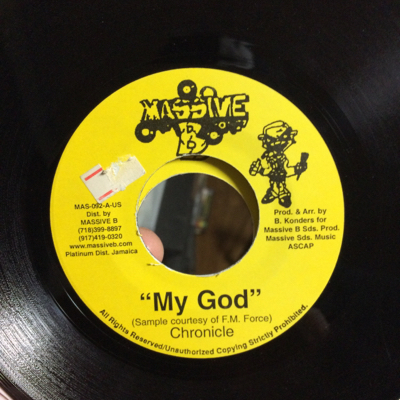 MASSIVE
B
MAS-092-A-US
Dist. by
MASSIVE B
(718)399-8897
(917)419-0320
www.massiveb.com
Platinum Dist. Jamaica
Prod. & Arr. by
B. Konders for
Massive B Sds. Prod.
Massive Sds. Music
ASCAP
"My God"
(Sample courtesy of F.M. Force)
Chronicle
All Rights Reserved/Unauthorized Copying Strictly Prohibited.